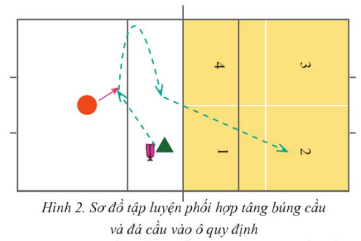 4 3
1 2
Hình 2. Sơ đồ tập luyện phối hợp tâng búng cầu
và đá cầu vào ô quy định